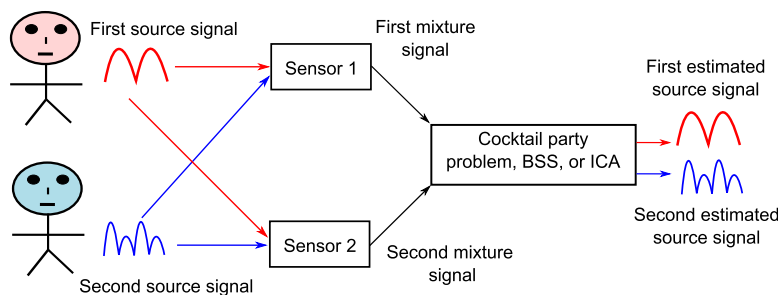 First source signal
Sensor 1
First mixture
signal
First estimated
source signal
Cocktail party
problem, BSS, or ICA
Second source signal
Sensor 2
Second mixture
signal
Second estimated
source signal